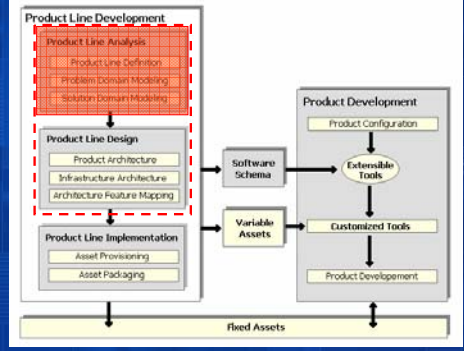 Product Line Development
Product Line Analysis
Product Line Definition
Problem Domain Modeling
Solution Domain Modeling
Product Line Design
Product Architecture
Infrastructure Architecture
Architecture Feature Mapping
Product Line Implementation
Asset Provisioning
Asset Packaging
Software
Schema
Variable
Assets
Product Development
Product Configuration
Extensible
Tools
Customized Tools
Product Developement
Fixed Assets